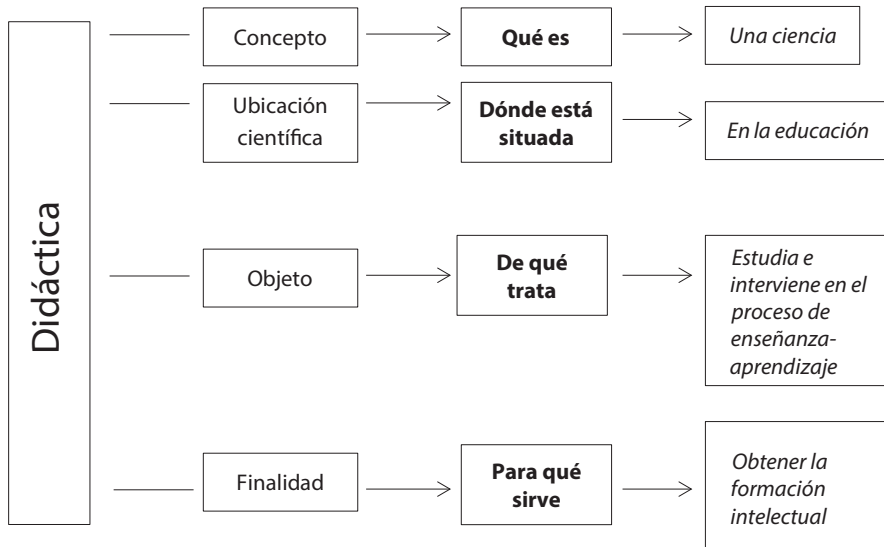 Didáctica
Concepto
Qué es
Una ciencia
Ubicación
científica
Dónde está
situada
En la educación
Objeto
De qué
trata
Estudia e
interviene en el
proceso de
enseñanza-
aprendizaje
Finalidad
Para qué
sirve
Obtener la
formación
intelectual